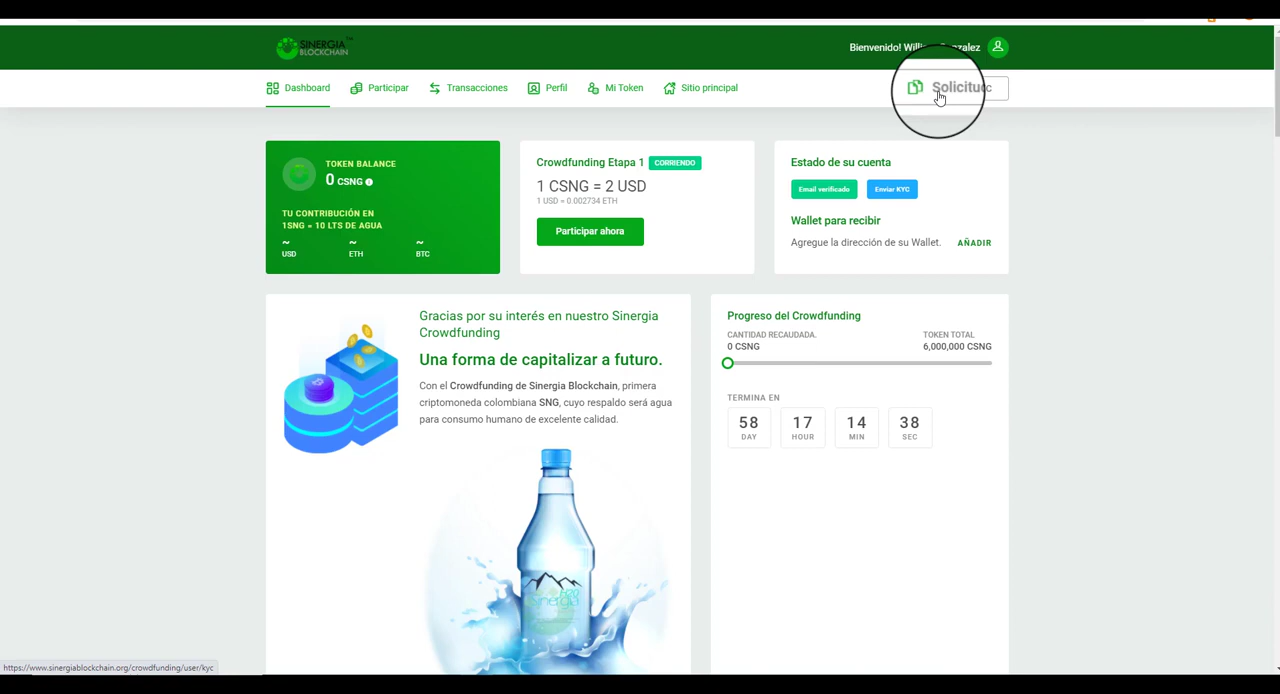 SINERGIA
BLOCKCHAIN
Bienvenido!
Dashboard
Participar
Transacciones
Perfil
Mi Token
Sitio principal
TOKEN BALANCE
0 CSNG
TU CONTRIBUCIÓN EN
1SNG = 10 LTS DE AGUA
~ ~ ~
USD ETH BTC
Crowdfunding Etapa 1 CORRIENDO
1 CSNG = 2 USD
1 USD = 0.002734 ETH
Participar ahora
Estado de su cuenta
Email verificado Enviar KYC
Wallet para recibir
Agregue la dirección de su Wallet. AÑADIR
Gracias por su interés en nuestro Sinergia
Crowdfunding
Una forma de capitalizar a futuro.
Con el Crowdfunding de Sinergia Blockchain, primera
criptomoneda colombiana SNG, cuyo respaldo será agua
para consumo humano de excelente calidad.
Sinergia
Progreso del Crowdfunding
CANTIDAD RECAUDADA. TOKEN TOTAL
0 CSNG 6,000,000 CSNG
TERMINA EN
58 17 14 38
DAY HOUR MIN SEC
https://www.sinergiablockchain.org/crowdfunding/user/kyc